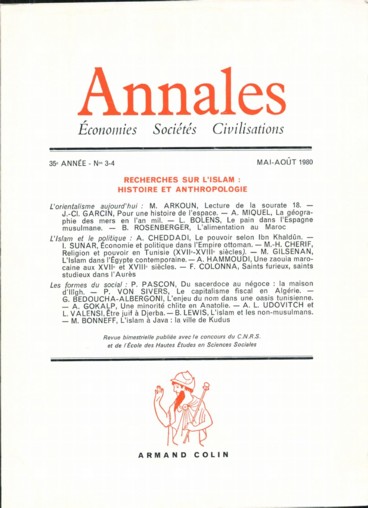 Annales
Économies Sociétés Civilisations
35e ANNÉE - Nos 3-4 MAI-AOÛT 1980
RECHERCHES SUR L'ISLAM :
HISTOIRE ET ANTHROPOLOGIE
L'orientalisme aujourd'hui : M. ARKOUN, Lecture de la sourate 18. —
J.-Cl. GARCIN, Pour une histoire de l'espace. — A. MIQUEL, La géogra-
phie des mers en l'an mil. — L. BOLENS, Le pain dans l'Espagne
musulmane. — B. ROSENBERGER, L'alimentation au Maroc
L'Islam et le politique : A. CHEDDADI, Le pouvoir selon Ibn Khaldûn. —
I. SUNAR, Économie et politique dans l'Empire ottoman. — M.-H. CHERIF,
Religion et pouvoir en Tunisie (XVIIe-XVIIIe siècles). — M. GILSENAN,
L'Islam dans l'Égypte contemporaine. — A. HAMMOUDI, Une zaouia maro-
caine aux XVIIe et XVIIIe siècles. — F. COLONNA, Saints furieux, saints
studieux dans l'Aurès
Les formes du social : P. PASCON, Du sacerdoce au négoce : la maison
d'Ilîgh. — P. VON SIVERS, Le capitalisme fiscal en Algérie. —
G. BEDOUCHA-ALBERGONI, L'enjeu du nom dans une oasis tunisienne.
— A. GOKALP, Une minorité chîite en Anatolie. — A. L. UDOVITCH et
L. VALENSI, Être juif à Djerba. — B. LEWIS, L'islam et les non-musulmans.
— M. BONNEFF, L'islam à Java : la ville de Kudus
Revue bimestrielle publiée avec le concours du C.N.R.S.
et de l'École des Hautes Études en Sciences Sociales
ARMAND COLIN